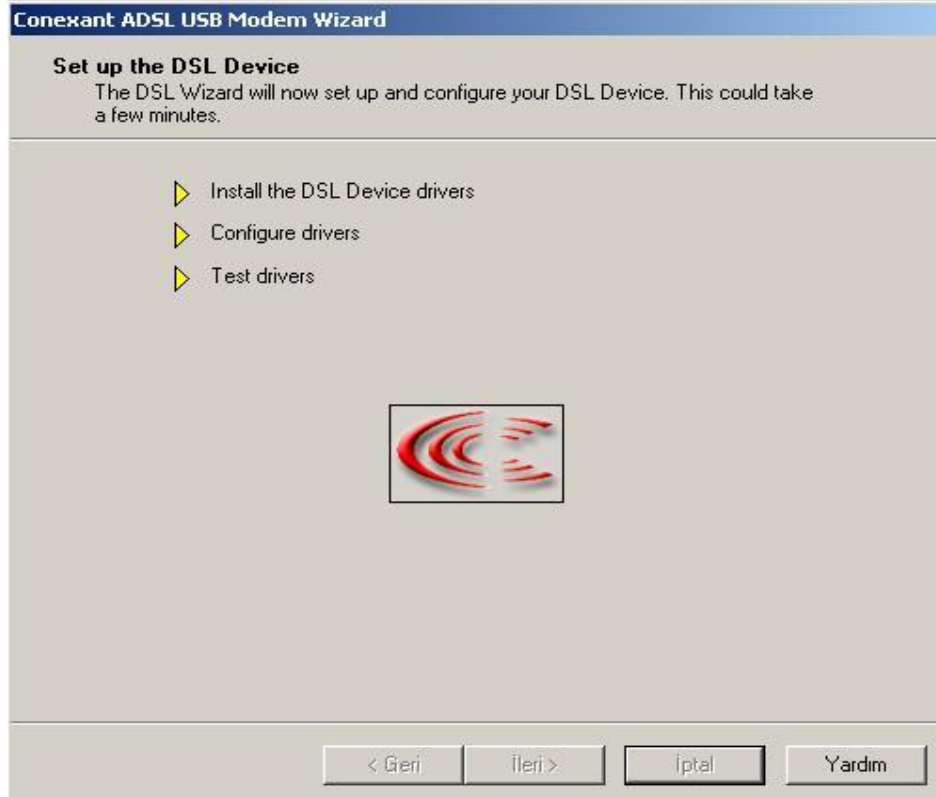 Conexant ADSL USB Modem Wizard
Set up the DSL Device
The DSL Wizard will now set up and configure your DSL Device. This could take
a few minutes.
Install the DSL Device drivers
Configure drivers
Test drivers
< Geri
İleri >
İptal
Yardım